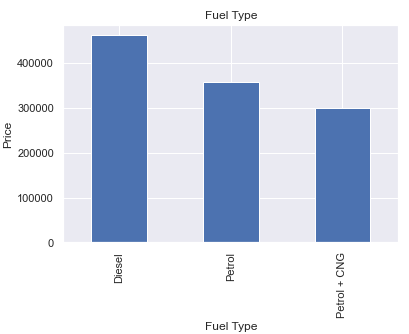 Fuel Type
Price
400000
300000
200000
100000
0
Diesel
Petrol
Petrol + CNG
Fuel Type